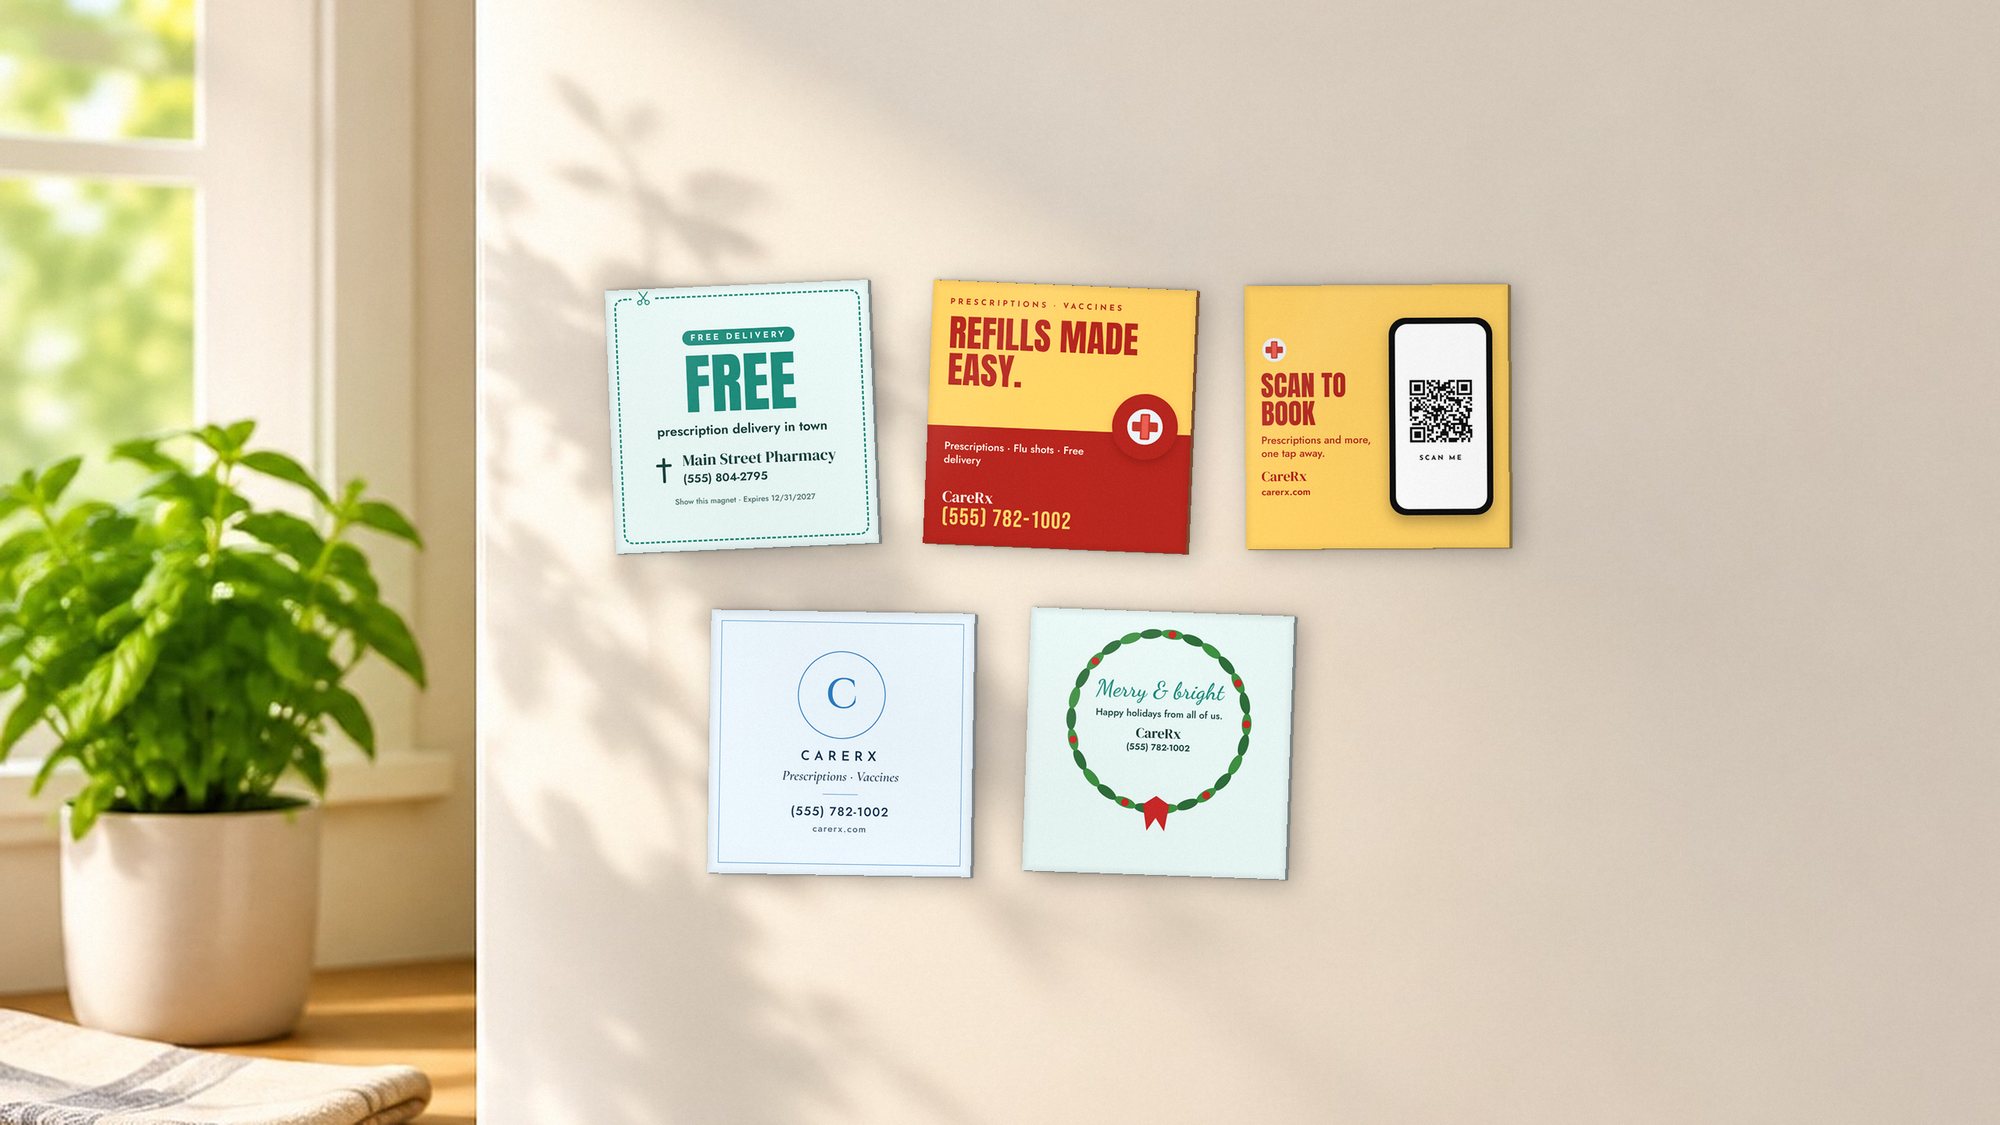 FREE DELIVERY
FREE
prescription delivery in town
Main Street Pharmacy
(555) 804-2795
Show this magnet · Expires 12/31/2027
PRESCRIPTIONS · VACCINES
REFILLS MADE
EASY.
Prescriptions · Flu shots · Free
delivery
CareRx
(555) 782-1002
SCAN TO
BOOK
Prescriptions and more,
one tap away.
CareRx
carerx.com
SCAN ME
C
CARERX
Prescriptions · Vaccines
(555) 782-1002
carerx.com
Merry & bright
Happy holidays from all of us.
CareRx
(555) 782-1002